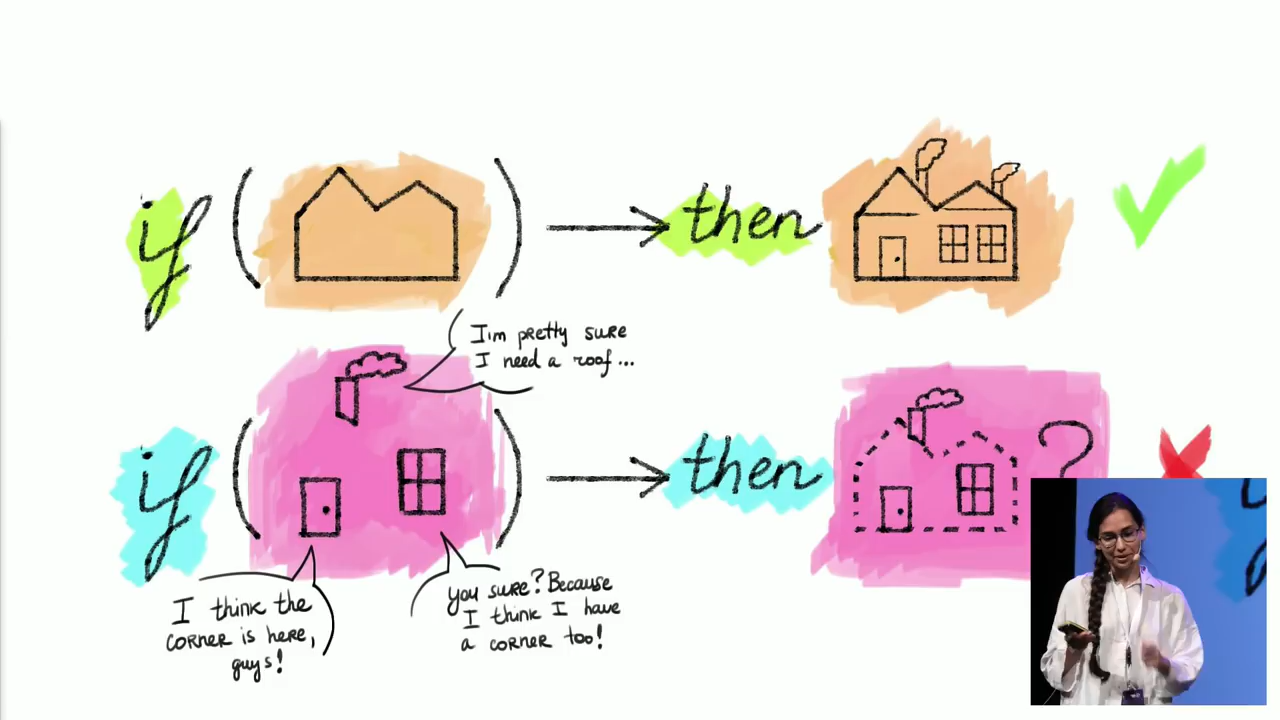 if ( ) then
I'm pretty sure
I need a roof...
if ( ) then ?
I think the
corner is here,
guys!
you sure? Because
I think I have
a corner too!